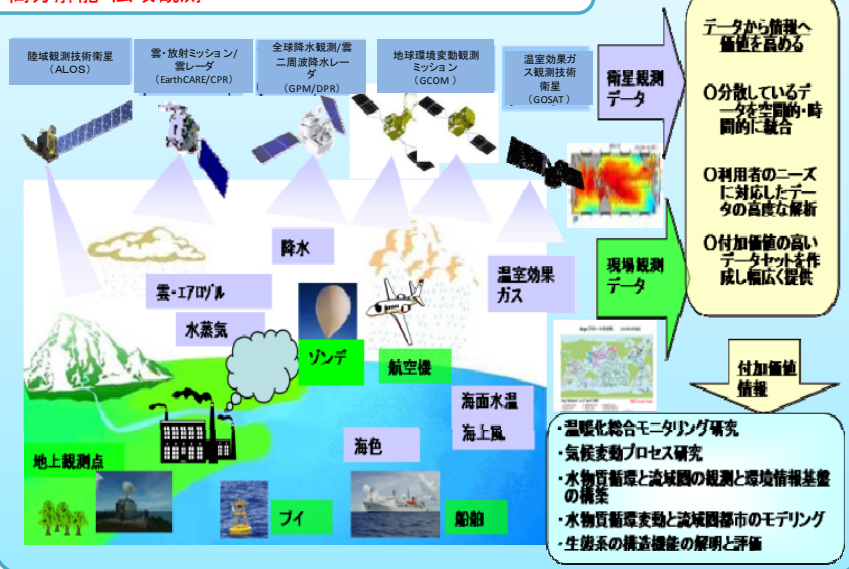 陸域観測技術衛星
（ALOS）
雲・放射ミッション/
雲レーダ
（EarthCARE/CPR）
全球降水観測/雲
二周波降水レー
ダ
（GPM/DPR）
地球環境変動観測
ミッション
（GCOM ）
温室効果ガ
ス観測技術
衛星
（GOSAT）
衛星観測
データ
データから情報へ
価値を高める
○分散しているデ
ータを空間的・時
間的に統合
○利用者のニーズ
に対応したデー
タの高度な解析
○付加価値の高い
データセットを作
成し幅広く提供
降水
雲・エアロゾル
水蒸気
温室効果
ガス
現場観測
データ
ゾンデ
航空機
海面水温
海上風
海色
地上観測点
ブイ
船舶
付加価値
情報
・温暖化総合モニタリング研究
・気候変動プロセス研究
・水物質循環と流域圏の観測と環境情報基盤
の構築
・水物質循環変動と流域圏都市のモデリング
・生態系の構造機能の解明と評価